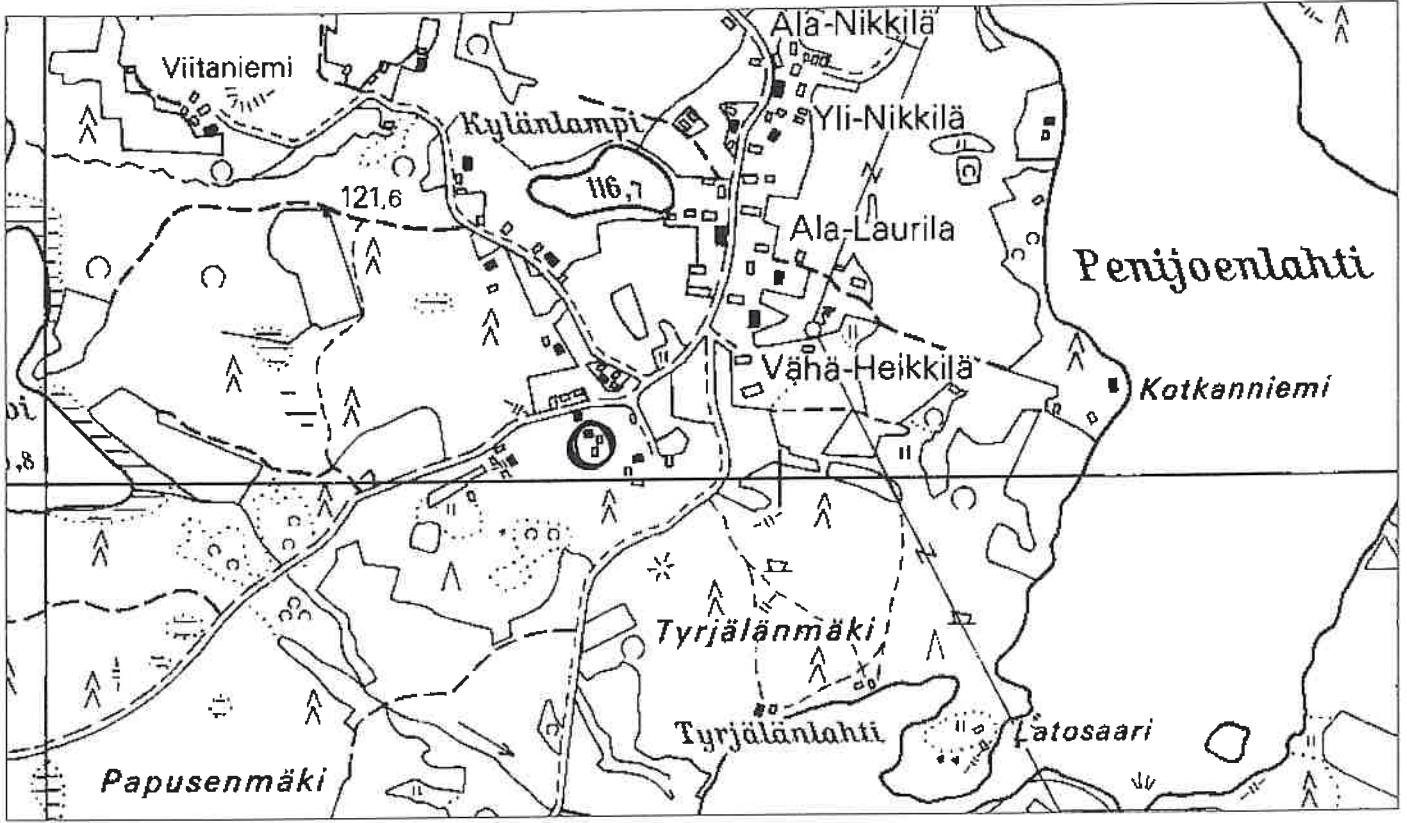 Ala-Nikkilä
Viitaniemi
Kylänlampi
Yli-Nikkilä
121,6
116,7
Ala-Laurila
Penijoenlahti
Vähä-Heikkilä
Kotkanniemi
,8
Tyrjälänmäki
Tyrjälänlahti
Latosaari
Papusenmäki